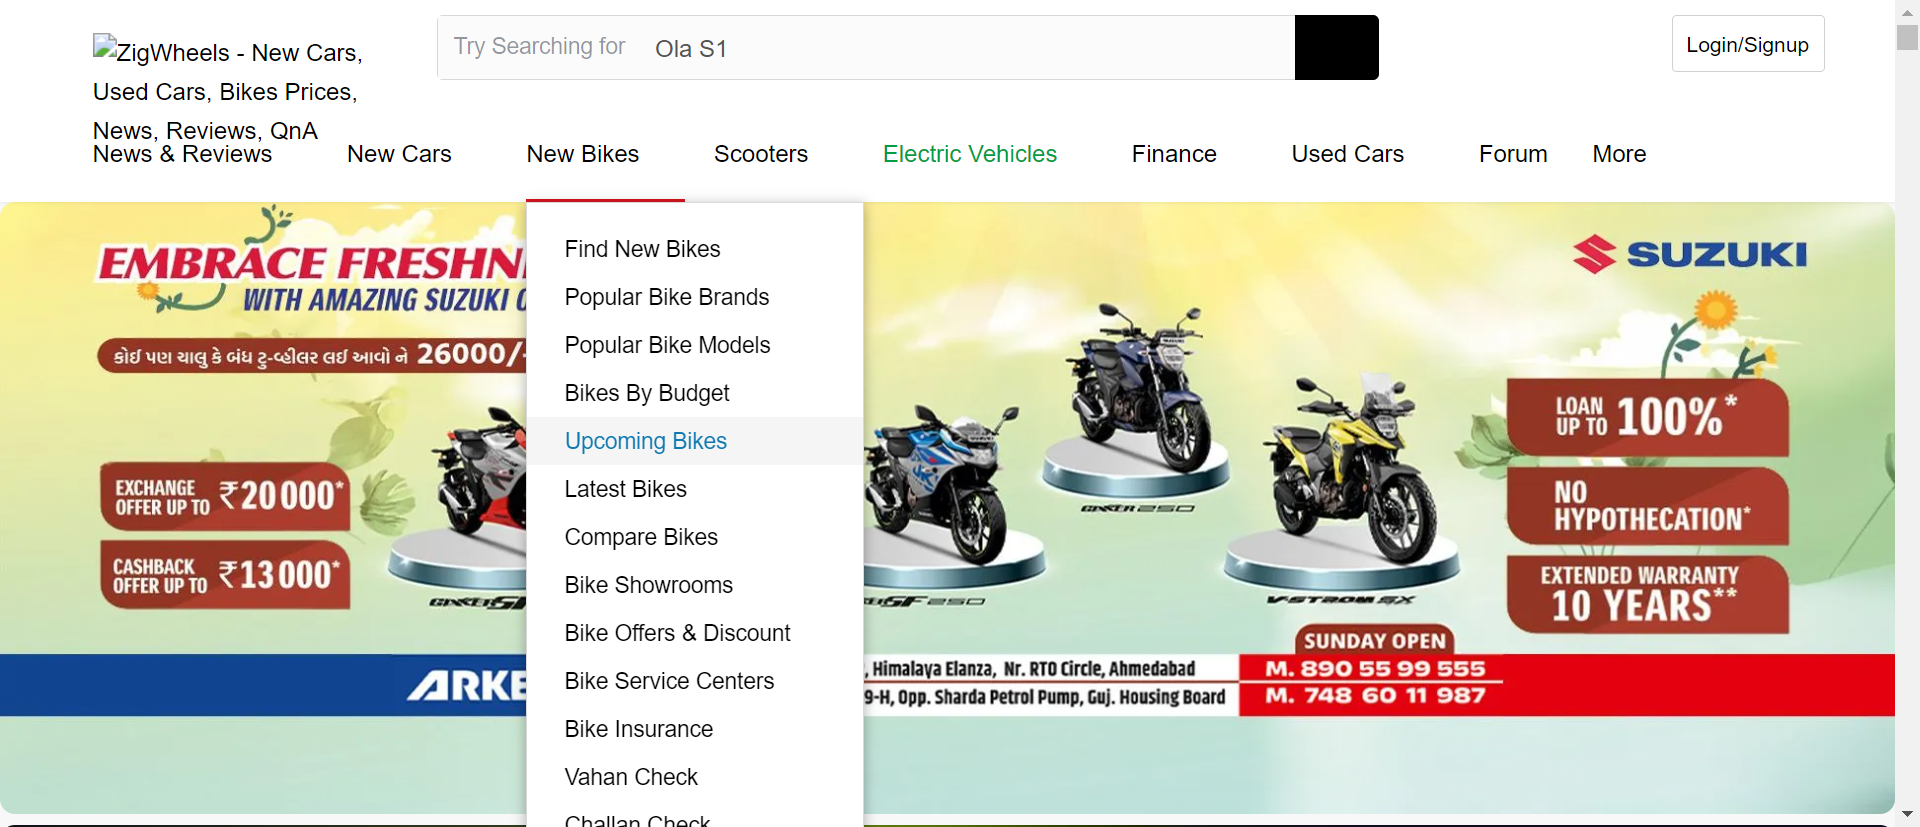 ZigWheels - New Cars,
Used Cars, Bikes Prices,
News, Reviews, QnA
Try Searching for Ola S1
Login/Signup
News & Reviews New Cars New Bikes Scooters Electric Vehicles Finance Used Cars Forum More
Find New Bikes
Popular Bike Brands
Popular Bike Models
Bikes By Budget
Upcoming Bikes
Latest Bikes
Compare Bikes
Bike Showrooms
Bike Offers & Discount
Bike Service Centers
Bike Insurance
Vahan Check
Challan Check
EMBRACE FRESHN
WITH AMAZING SUZUKI
કોઈ પણ ચાલુ કે બંધ ટુ-વ્હીલર લઈ આવો ને 26000/-
EXCHANGE
OFFER UP TO ₹20000*
CASHBACK
OFFER UP TO ₹13000*
SUZUKI
GIXXER SF 250
GIXXER 250
V-STROM SX
LOAN
UP TO 100%*
NO
HYPOTHECATION*
EXTENDED WARRANTY
10 YEARS**
SUNDAY OPEN
ARKE
, Himalaya Elanza, Nr. RTO Circle, Ahmedabad
9-H, Opp. Sharda Petrol Pump, Guj. Housing Board
M. 890 55 99 555
M. 748 60 11 987